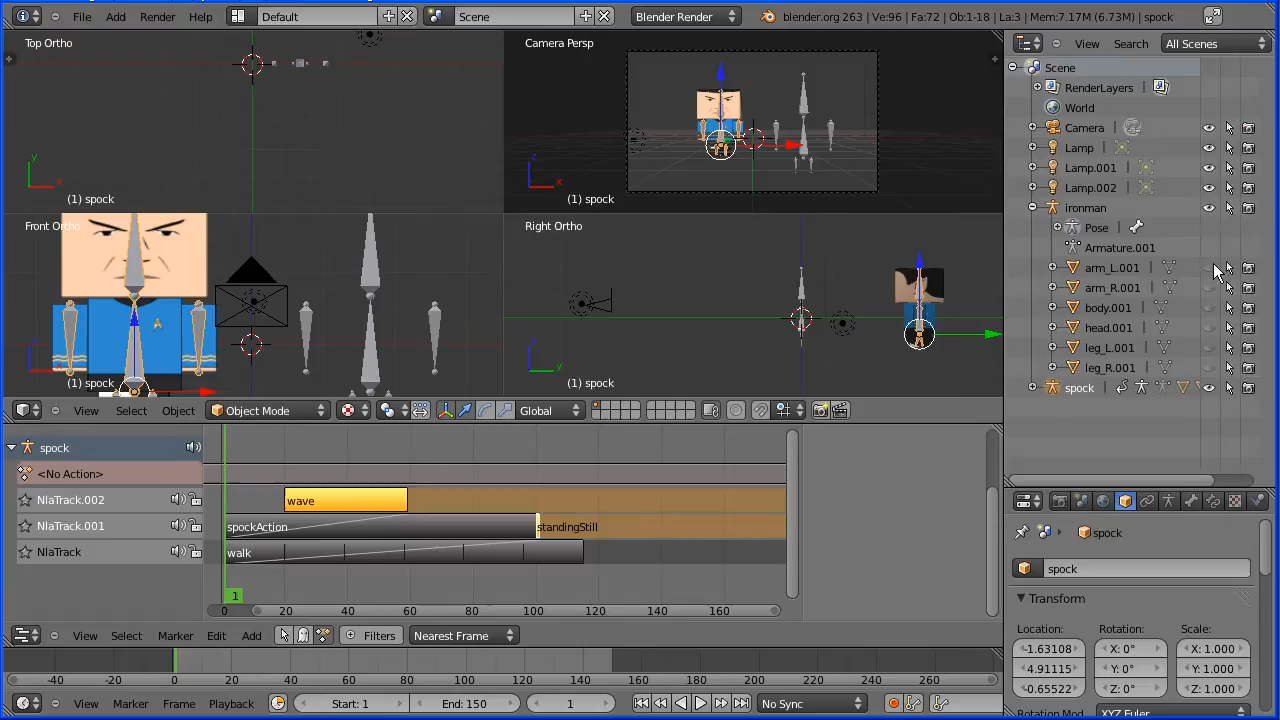 File Add Render Help Default Scene Blender Render blender.org 263 | Ve:96 | Fa:72 | Ob:1-18 | La:3 | Mem:7.17M (6.73M) | spock
Top Ortho
y
x
(1) spock
Camera Persp
z
x
(1) spock
Front Ortho
z
x
(1) spock
Right Ortho
z
y
(1) spock
View Select Object Object Mode Global
spock
<No Action>
NlaTrack.002
wave
NlaTrack.001
spockAction
standingStill
NlaTrack
walk
1
0 20 40 60 80 100 120 140 160
View Select Marker Edit Add Filters Nearest Frame
-40 -20 0 20 40 60 80 100 120 140 160 180 200 220 240 260
View Marker Frame Playback Start: 1 End: 150 1 No Sync
View Search All Scenes
Scene
RenderLayers
World
Camera
Lamp
Lamp.001
Lamp.002
ironman
Pose
Armature.001
arm_L.001
arm_R.001
body.001
head.001
leg_L.001
leg_R.001
spock
spock
spock
Transform
Location: Rotation: Scale:
-1.63108 X: 0° X: 1.000
4.91115 Y: 0° Y: 1.000
-0.65522 Z: 0° Z: 1.000
Rotation Mod XYZ Euler